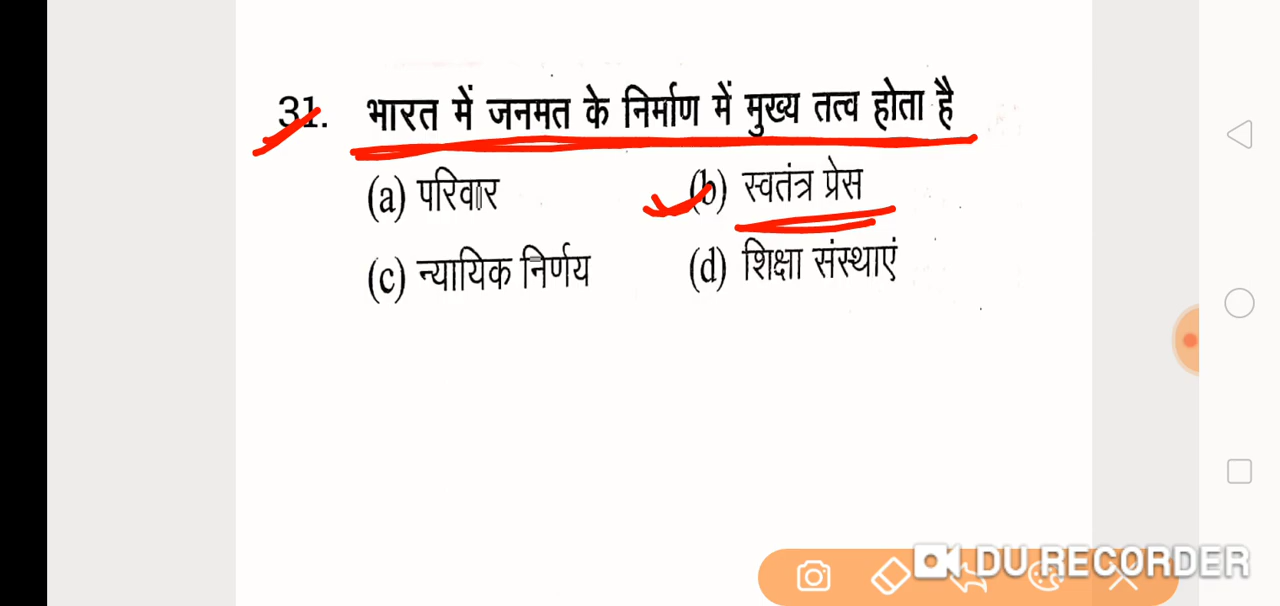 31. भारत में जनमत के निर्माण में मुख्य तत्व होता है
(a) परिवार (b) स्वतंत्र प्रेस
(c) न्यायिक निर्णय (d) शिक्षा संस्थाएं
DU RECORDER